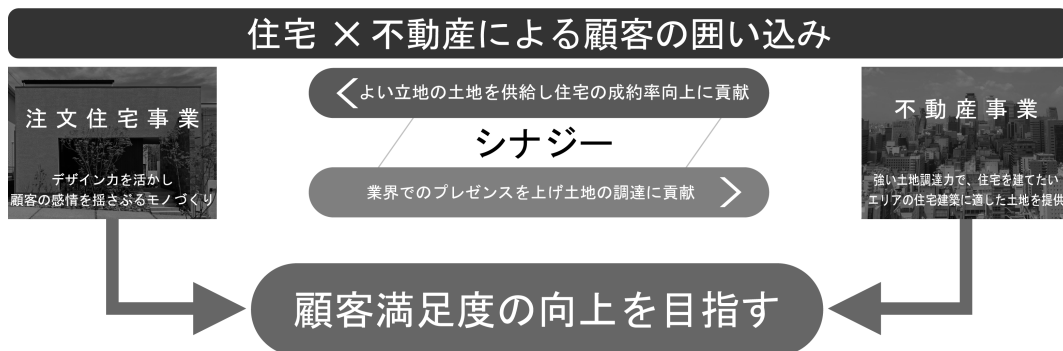 住宅×不動産による顧客の囲い込み
注文住宅事業
デザイン力を活かし
顧客の感情を揺さぶるモノづくり
よい立地の土地を供給し住宅の成約率向上に貢献
シナジー
業界でのプレゼンスを上げ土地の調達に貢献
不動産事業
強い土地調達力で、住宅を建てたい
エリアの住宅建築に適した土地を提供
顧客満足度の向上を目指す